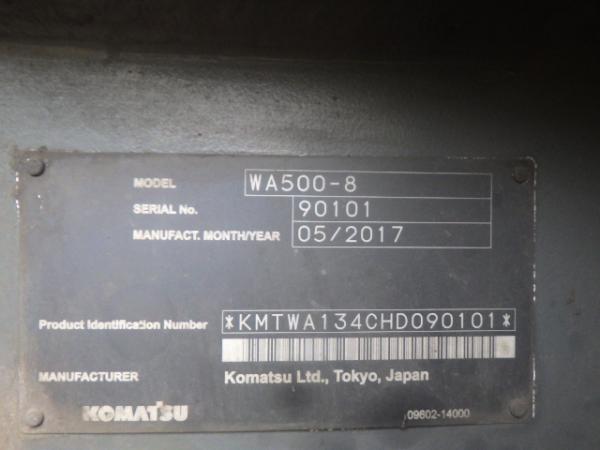 MODEL WA500-8
SERIAL No. 90101
MANUFACT. MONTH/YEAR 05/2017
Product Identification Number *KMTWA134CHD090101*
MANUFACTURER Komatsu Ltd., Tokyo, Japan
KOMATSU 09602-14000